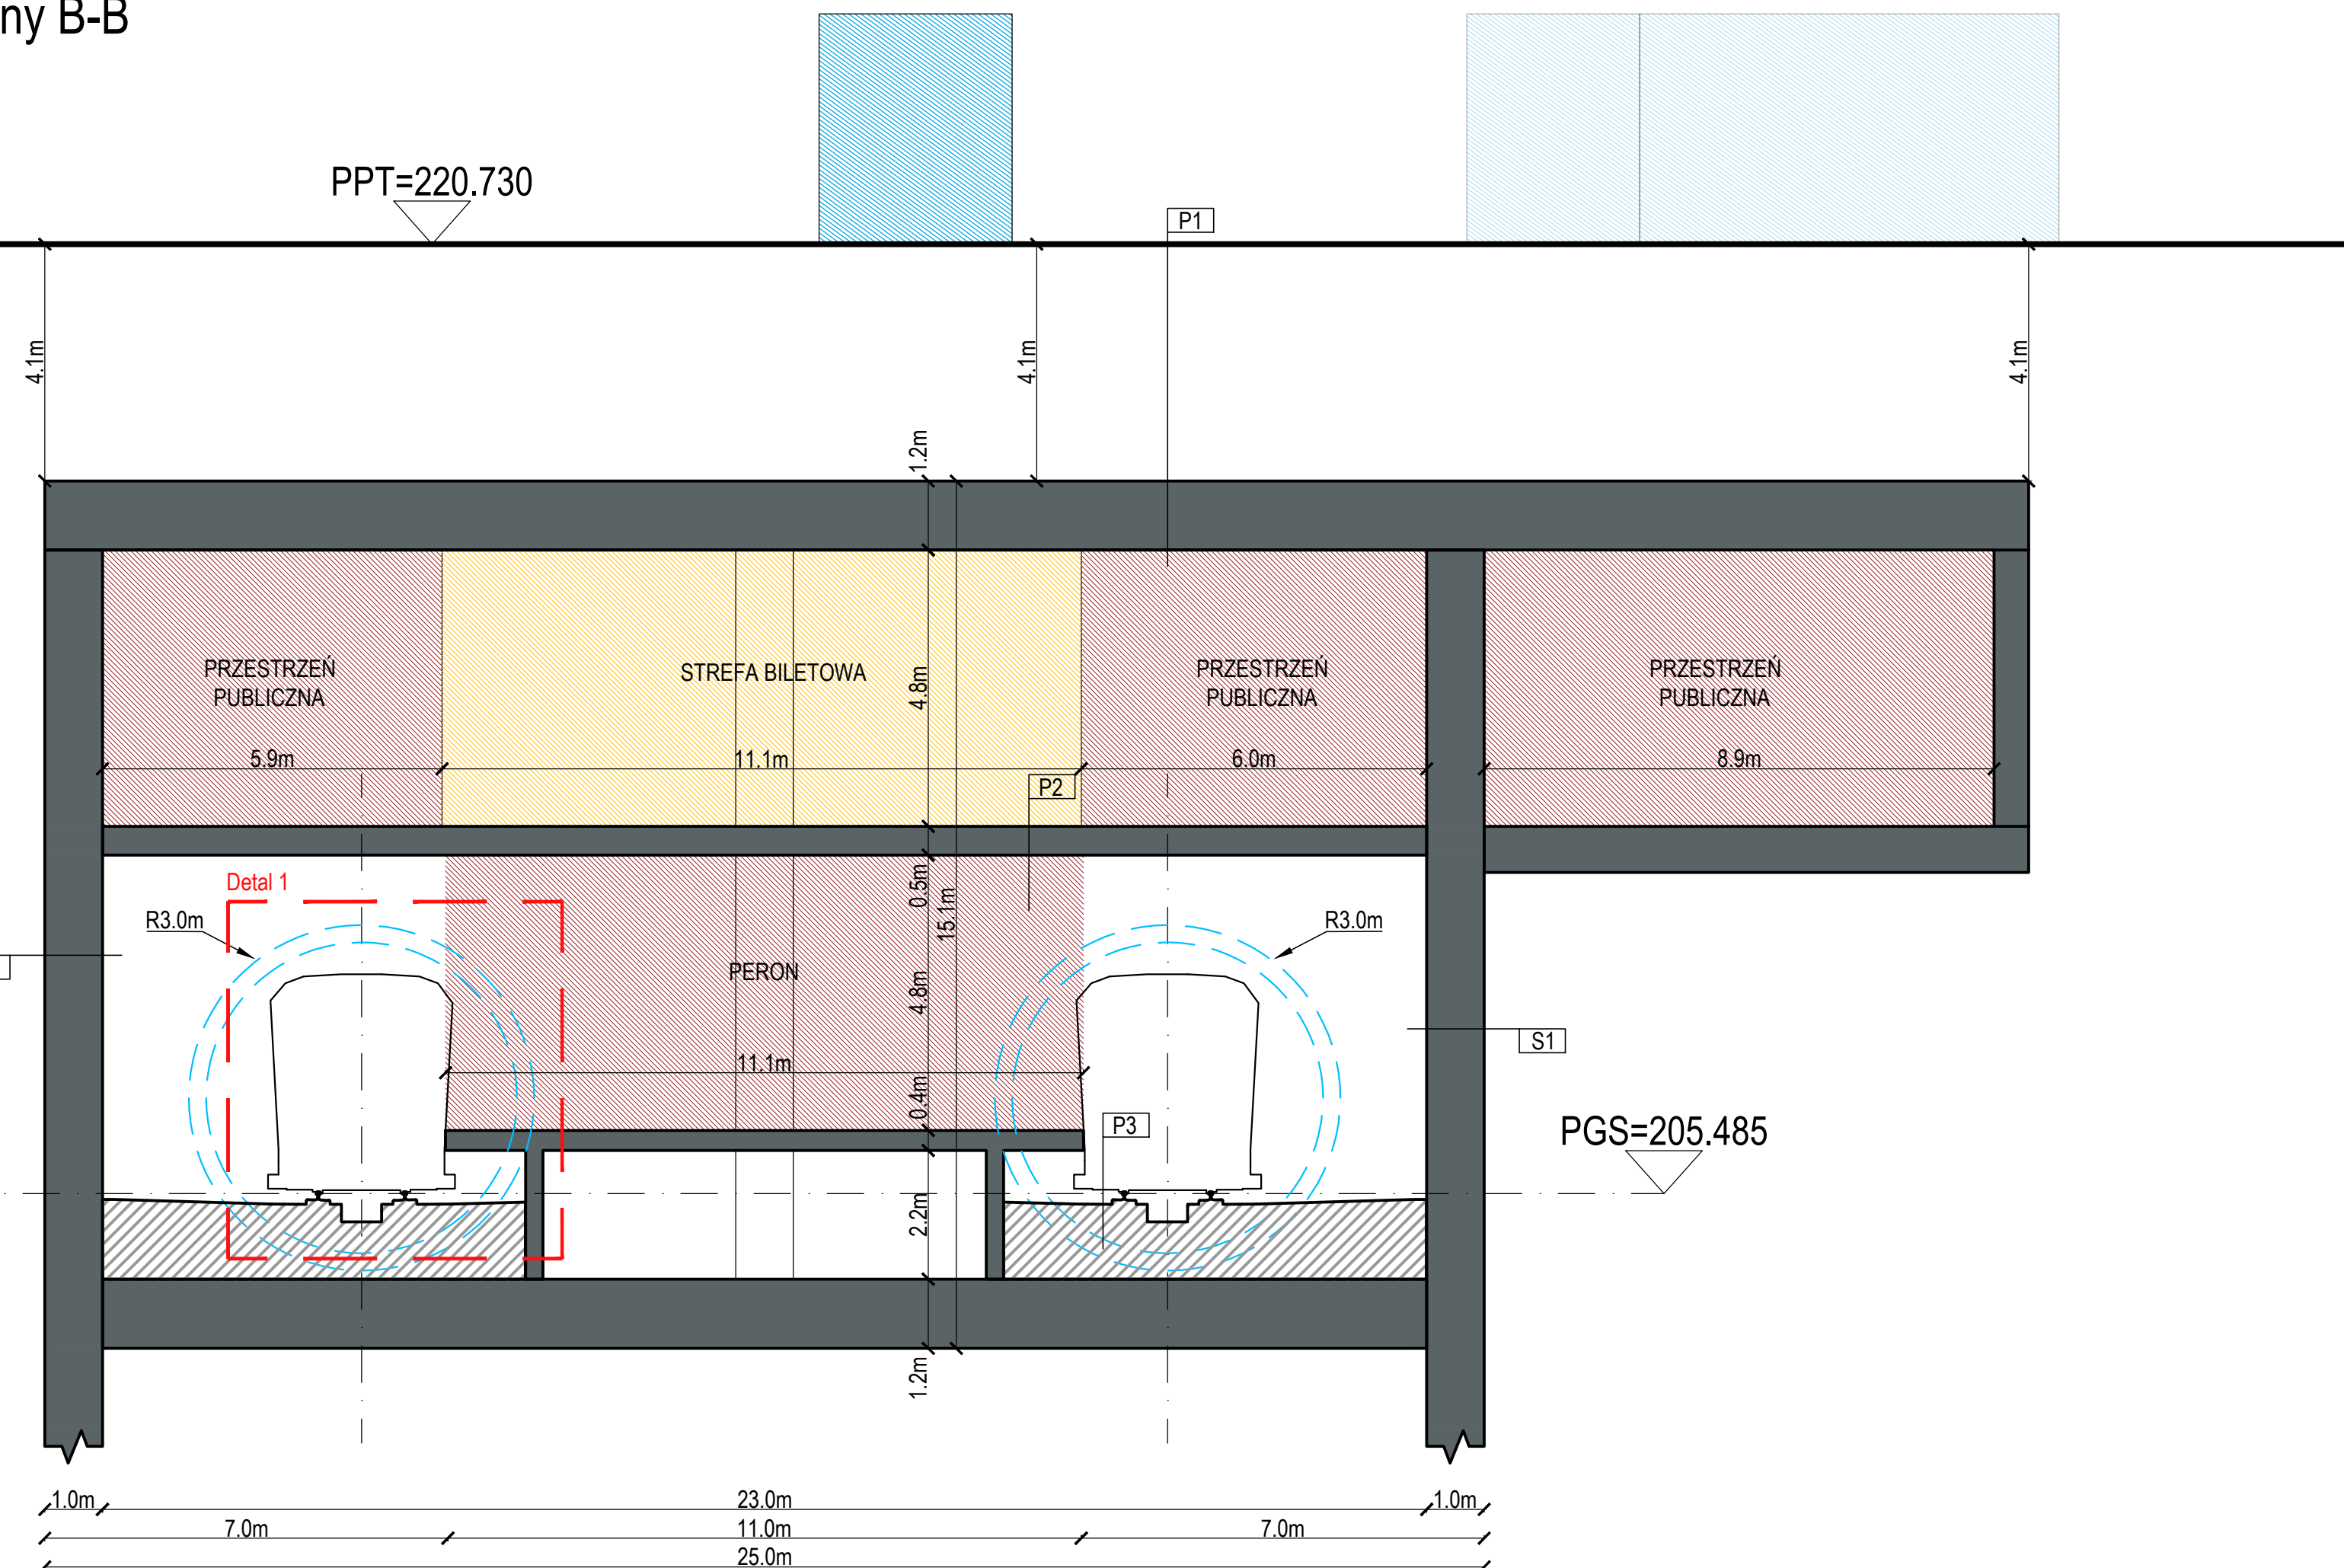 ny B-B
PPT=220.730
P1
4.1m
4.1m
4.1m
1.2m
PRZESTRZEŃ
PUBLICZNA
STREFA BILETOWA
4.8m
PRZESTRZEŃ
PUBLICZNA
PRZESTRZEŃ
PUBLICZNA
5.9m
11.1m
6.0m
8.9m
P2
Detal 1
0.5m
15.1m
R3.0m
R3.0m
PERON
4.8m
S1
11.1m
0.4m
P3
PGS=205.485
2.2m
1.2m
1.0m
23.0m
1.0m
7.0m
11.0m
7.0m
25.0m